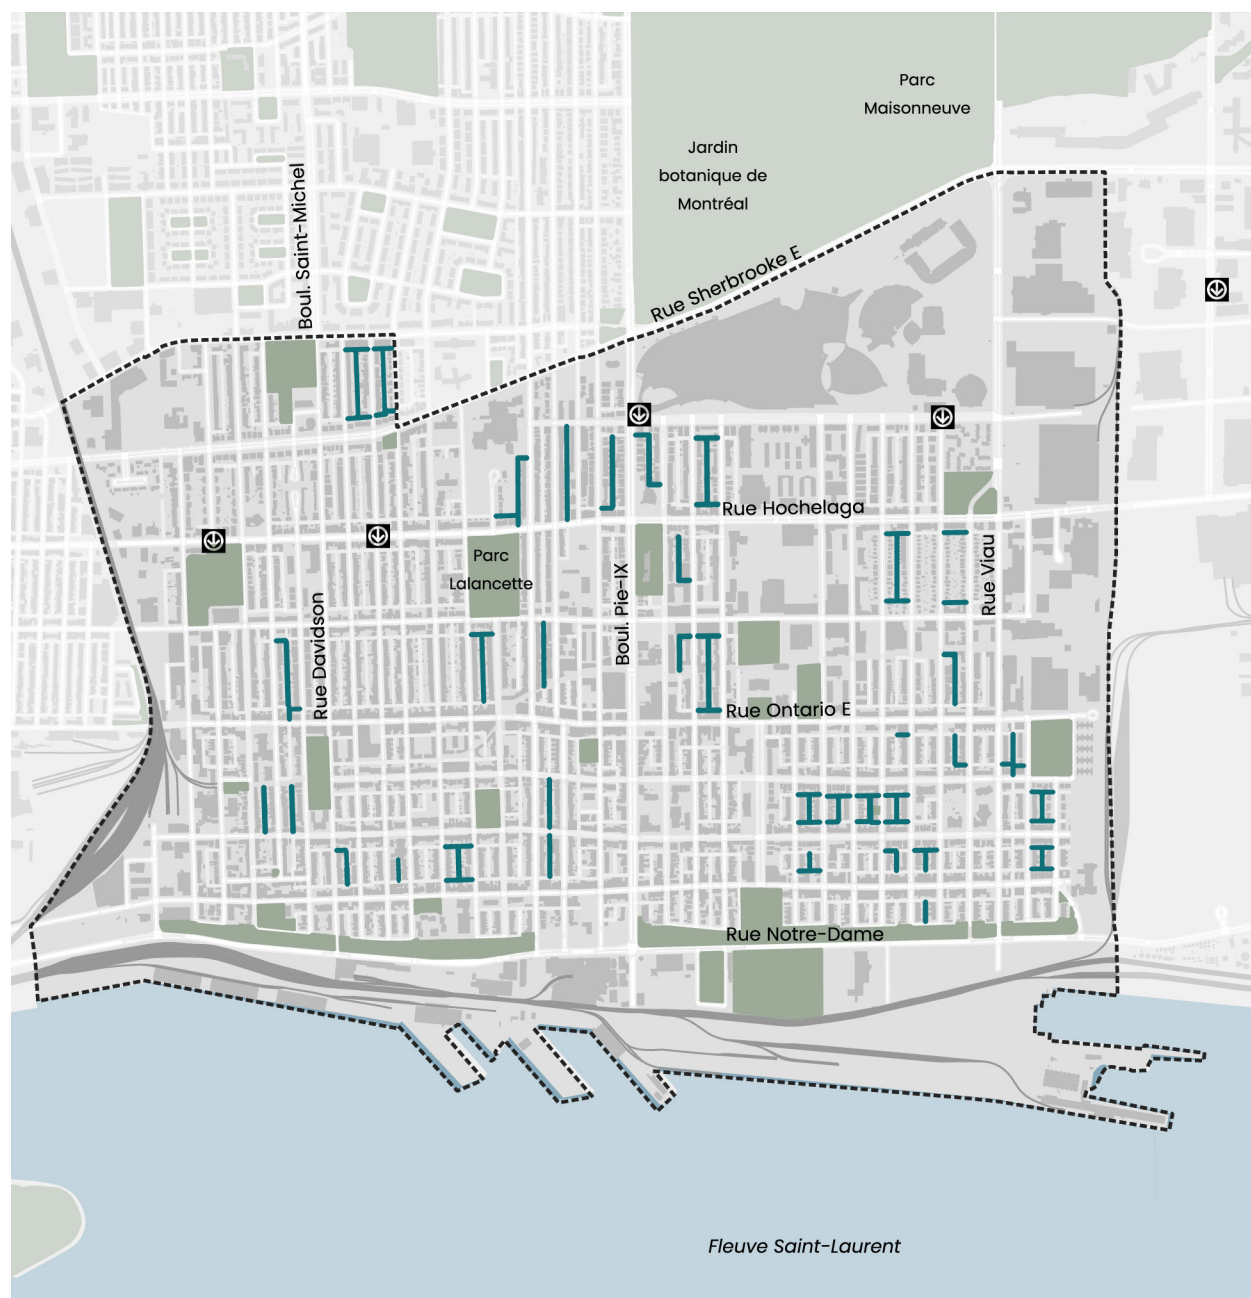 Parc
Maisonneuve
Jardin
botanique de
Montréal
Boul. Saint-Michel
Rue Sherbrooke E
Rue Hochelaga
Parc
Lalancette
Boul. Pie-IX
Rue Viau
Rue Davidson
Rue Ontario E
Rue Notre-Dame
Fleuve Saint-Laurent